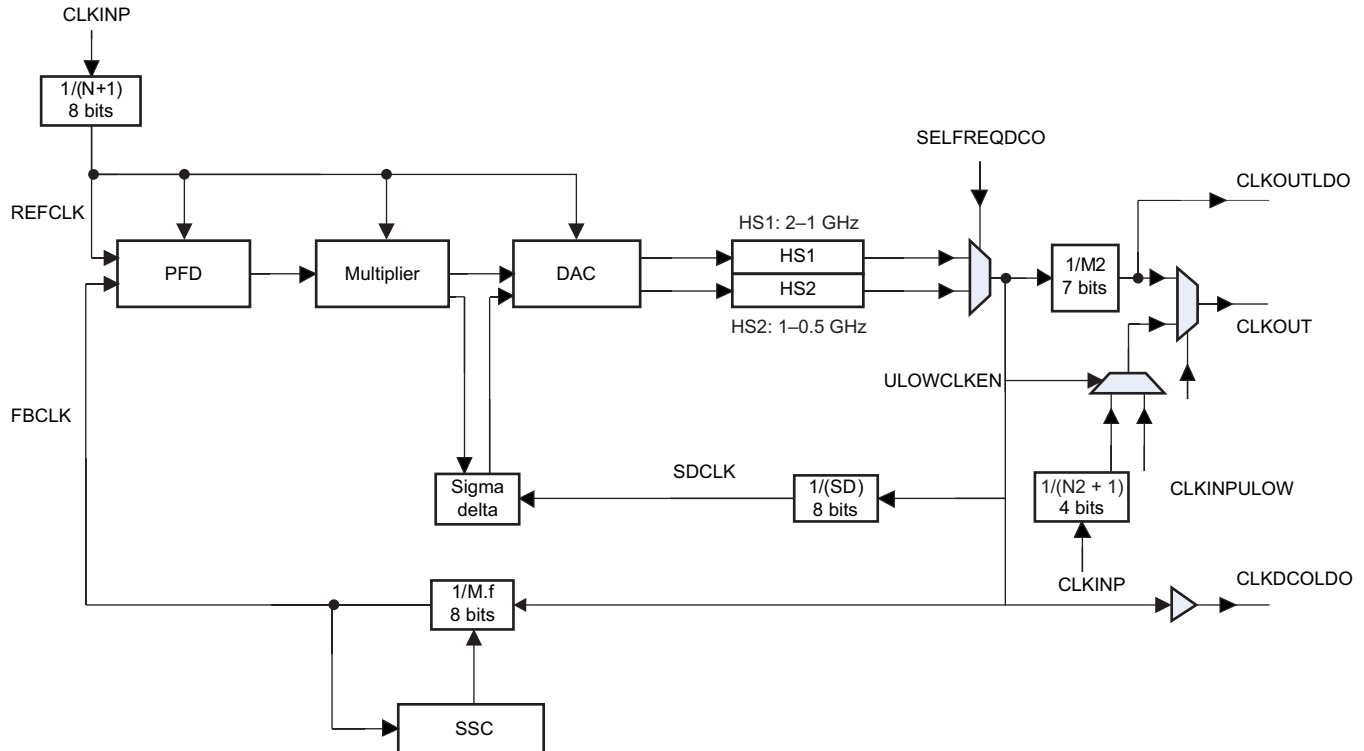 CLKINP
1/(N+1)
8 bits
SELFREQDCO
CLKOUTLDO
REFCLK
HS1: 2–1 GHz
PFD
Multiplier
DAC
HS1
HS2
1/M2
7 bits
HS2: 1–0.5 GHz
CLKOUT
ULOWCLKEN
FBCLK
SDCLK
Sigma
delta
1/(SD)
8 bits
1/(N2 + 1)
4 bits
CLKINPULOW
CLKINP
CLKDCOLDO
1/M.f
8 bits
SSC